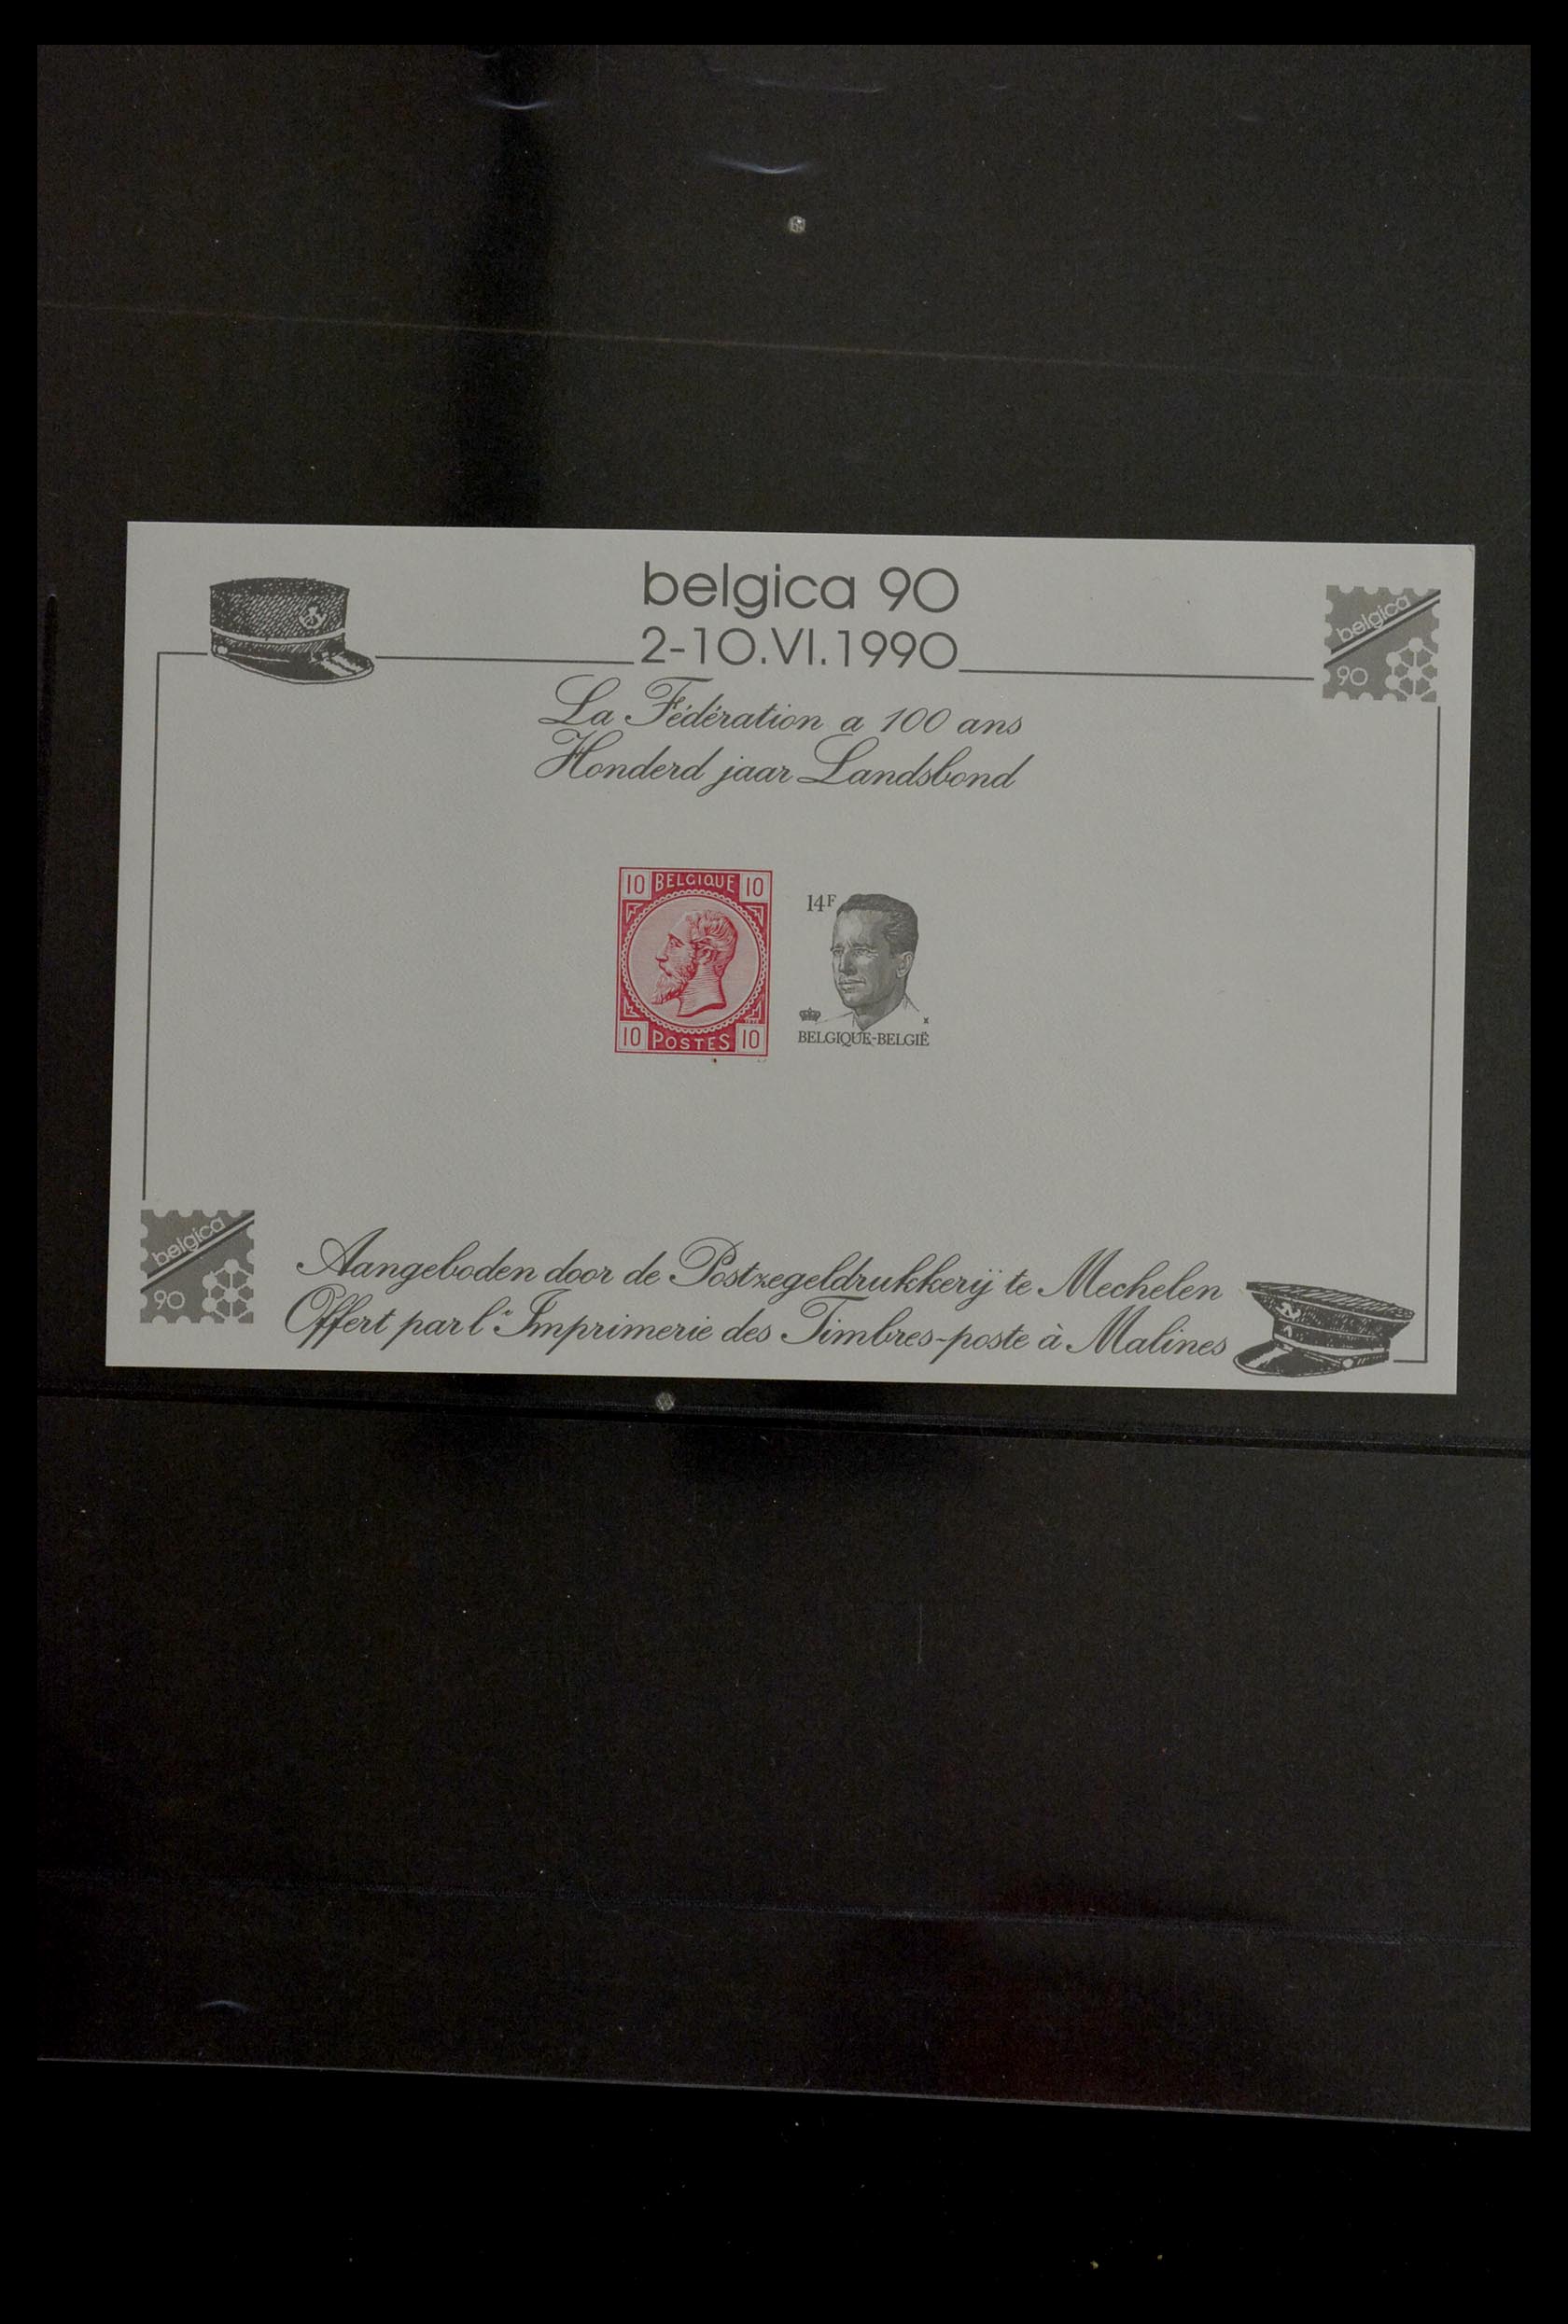 belgica 90
2-10.VI.1990
belgica
90
La Fédération a 100 ans
Honderd jaar Landsbond
10 BELGIQUE 10
10 POSTES 10
14F
x
BELGIQUE-BELGIË
belgica
90
Aangeboden door de Postzegeldrukkerij te Mechelen
Offert par l'Imprimerie des Timbres-poste à Malines